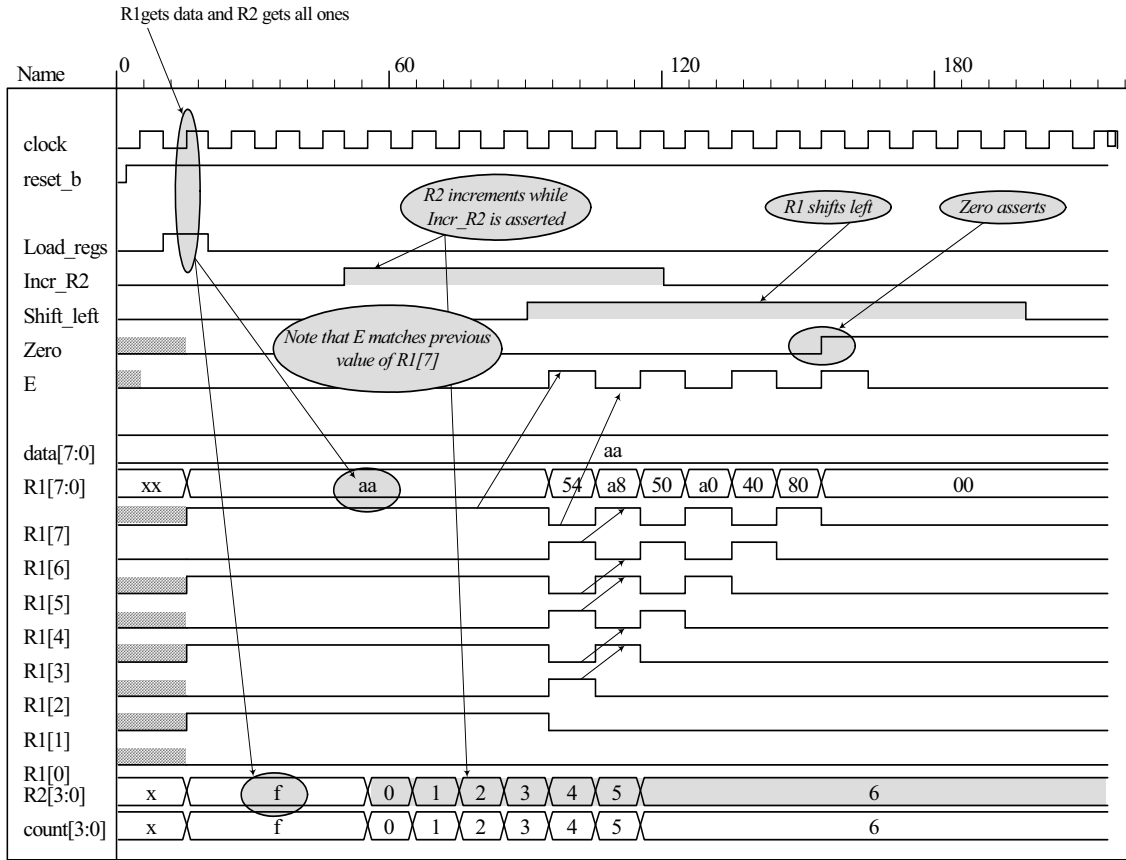 R1gets data and R2 gets all ones
Name 0 60 120 180
clock
reset_b
R2 increments while
Incr_R2 is asserted
R1 shifts left
Zero asserts
Load_regs
Incr_R2
Shift_left
Note that E matches previous
value of R1[7]
Zero
E
data[7:0] aa
R1[7:0] xx aa 54 a8 50 a0 40 80 00
R1[7]
R1[6]
R1[5]
R1[4]
R1[3]
R1[2]
R1[1]
R1[0]
R2[3:0] x f 0 1 2 3 4 5 6
count[3:0] x f 0 1 2 3 4 5 6